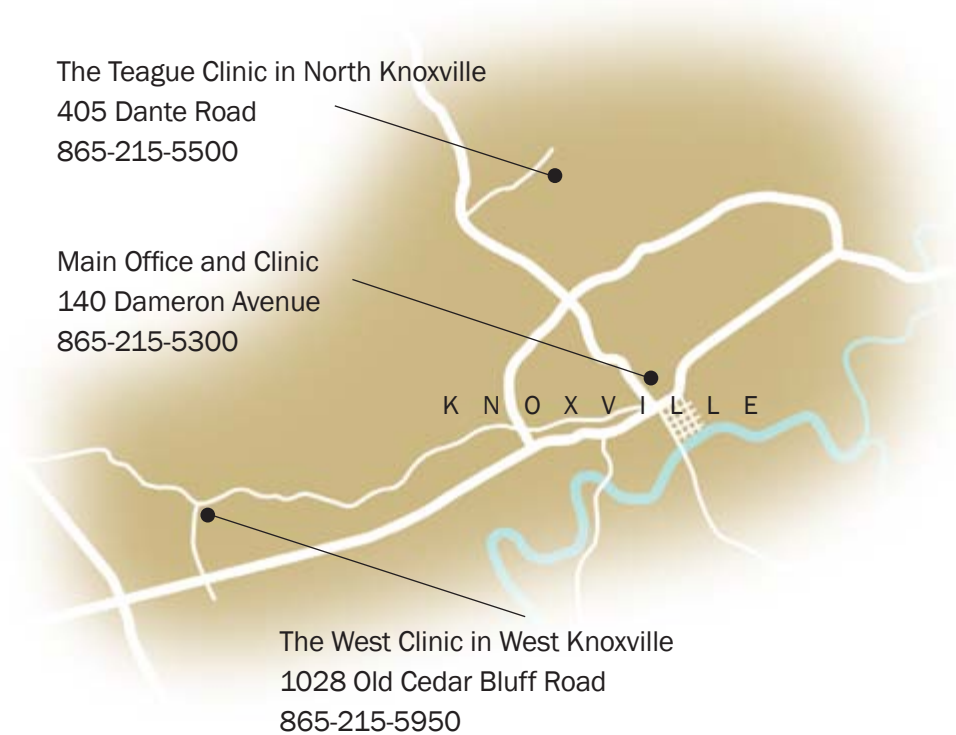 The Teague Clinic in North Knoxville
405 Dante Road
865-215-5500
Main Office and Clinic
140 Dameron Avenue
865-215-5300
KNOXVILLE
The West Clinic in West Knoxville
1028 Old Cedar Bluff Road
865-215-5950